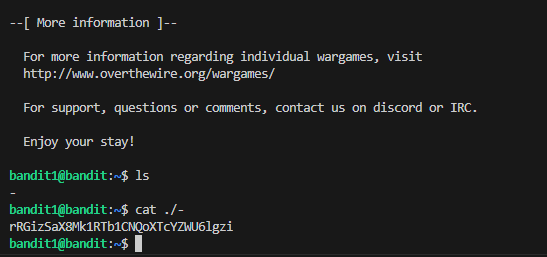 --[ More information ]--
For more information regarding individual wargames, visit
http://www.overthewire.org/wargames/
For support, questions or comments, contact us on discord or IRC.
Enjoy your stay!
bandit1@bandit:~$ ls
-
bandit1@bandit:~$ cat ./-
rRGizSaX8Mk1RTb1CNQoXTcYZWU6lgzi
bandit1@bandit:~$